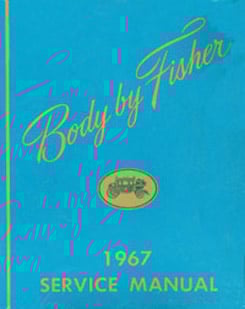 Body by Fisher
1967
SERVICE MANUAL